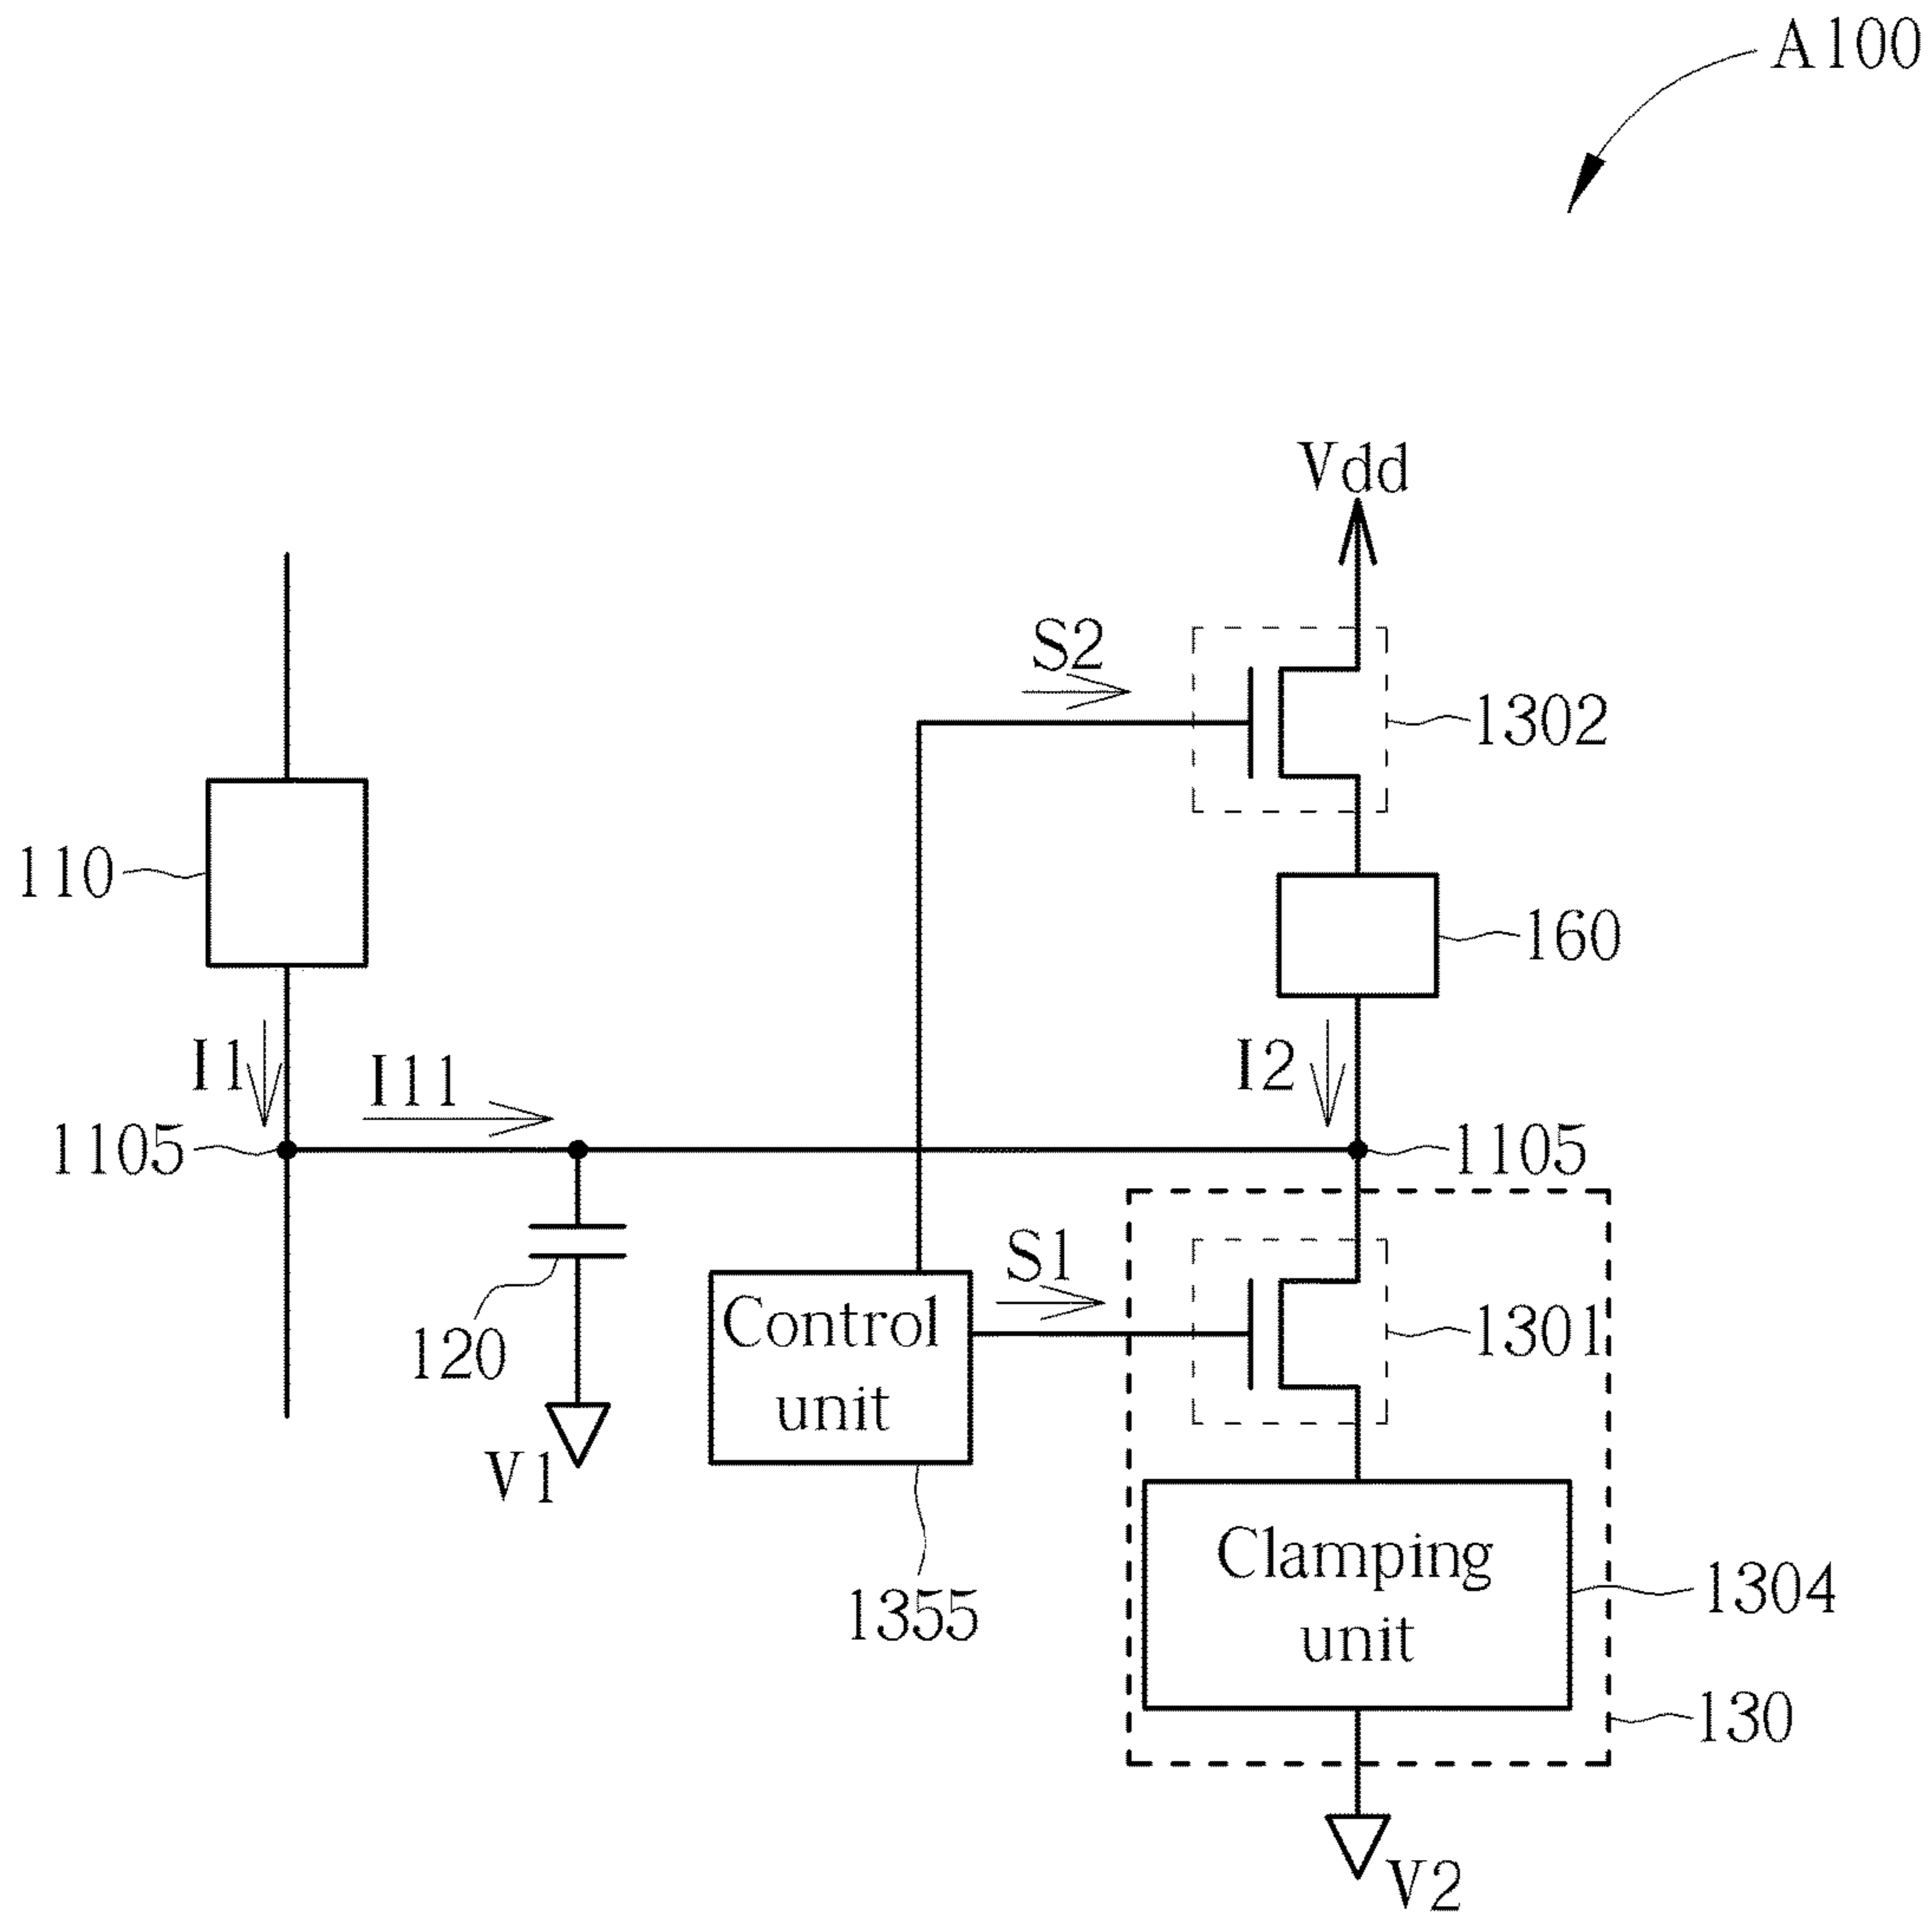 A100
Vdd
S2
1302
110
160
I1
I11
I2
1105
1105
S1
120
Control
unit
1301
V1
Clamping
unit
1304
1355
130
V2